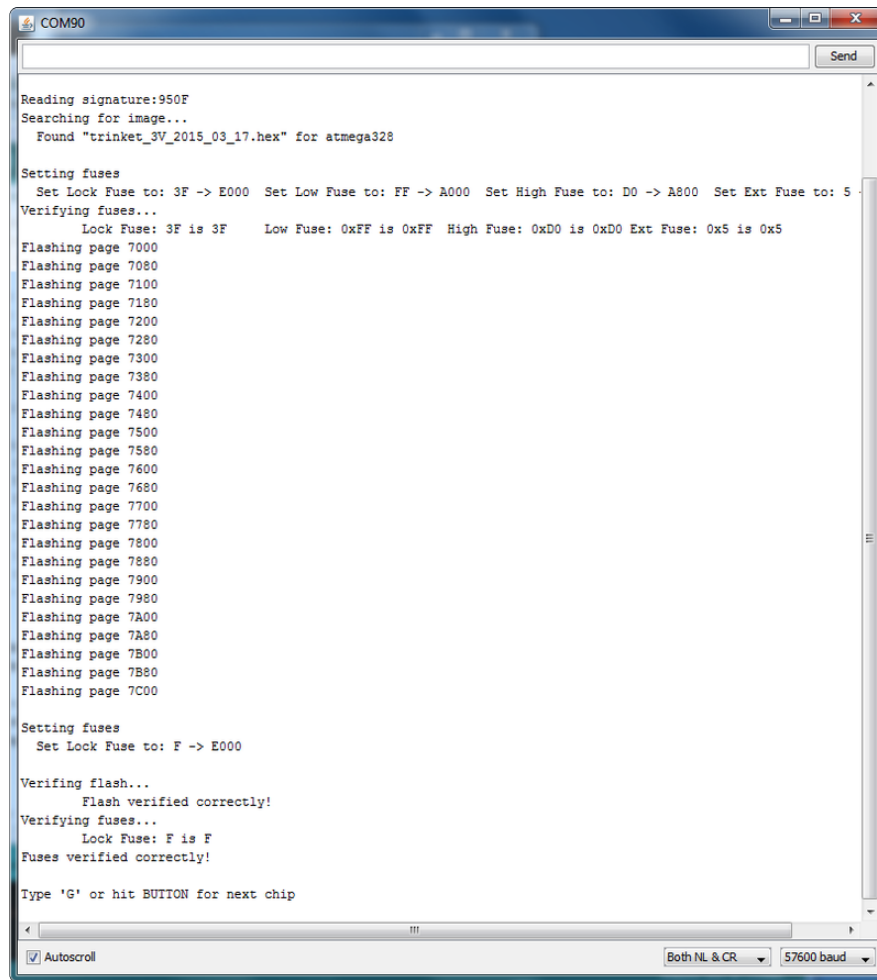 COM90
Send
Reading signature:950F
Searching for image...
Found "trinket_3V_2015_03_17.hex" for atmega328
Setting fuses
Set Lock Fuse to: 3F -> E000 Set Low Fuse to: FF -> A000 Set High Fuse to: D0 -> A800 Set Ext Fuse to: 5 -
Verifying fuses...
Lock Fuse: 3F is 3F Low Fuse: 0xFF is 0xFF High Fuse: 0xD0 is 0xD0 Ext Fuse: 0x5 is 0x5
Flashing page 7000
Flashing page 7080
Flashing page 7100
Flashing page 7180
Flashing page 7200
Flashing page 7280
Flashing page 7300
Flashing page 7380
Flashing page 7400
Flashing page 7480
Flashing page 7500
Flashing page 7580
Flashing page 7600
Flashing page 7680
Flashing page 7700
Flashing page 7780
Flashing page 7800
Flashing page 7880
Flashing page 7900
Flashing page 7980
Flashing page 7A00
Flashing page 7A80
Flashing page 7B00
Flashing page 7B80
Flashing page 7C00
Setting fuses
Set Lock Fuse to: F -> E000
Verifing flash...
Flash verified correctly!
Verifying fuses...
Lock Fuse: F is F
Fuses verified correctly!
Type 'G' or hit BUTTON for next chip
Autoscroll
Both NL & CR
57600 baud